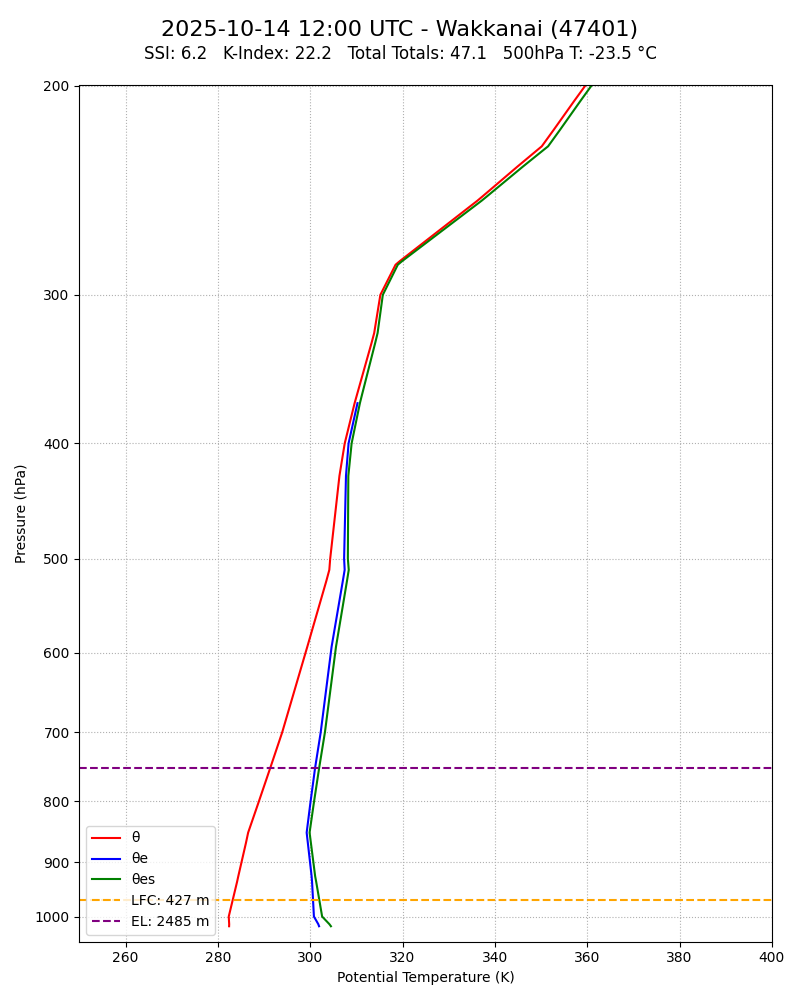 2025-10-14 12:00 UTC - Wakkanai (47401)
SSI: 6.2   K-Index: 22.2   Total Totals: 47.1   500hPa T: -23.5 °C
200
300
400
500
600
700
800
900
1000
Pressure (hPa)
θ
θe
θes
LFC: 427 m
EL: 2485 m
260
280
300
320
340
360
380
400
Potential Temperature (K)